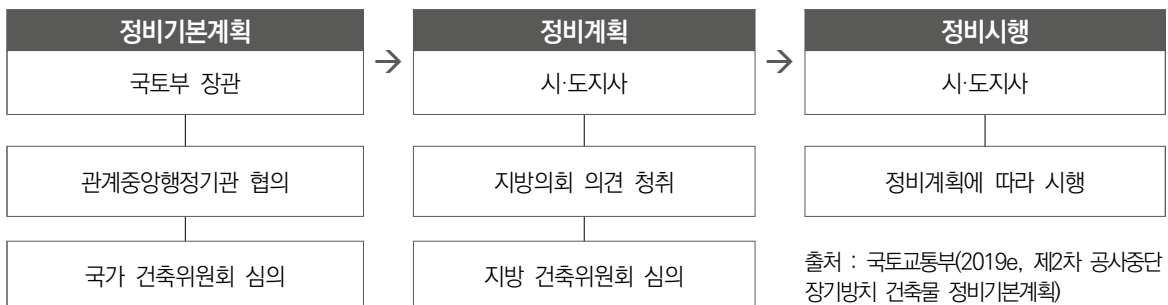 정비기본계획
국토부 장관
관계중앙행정기관 협의
국가 건축위원회 심의
→
정비계획
시·도지사
지방의회 의견 청취
지방 건축위원회 심의
→
정비시행
시·도지사
정비계획에 따라 시행
출처 : 국토교통부(2019e, 제2차 공사중단
장기방치 건축물 정비기본계획)